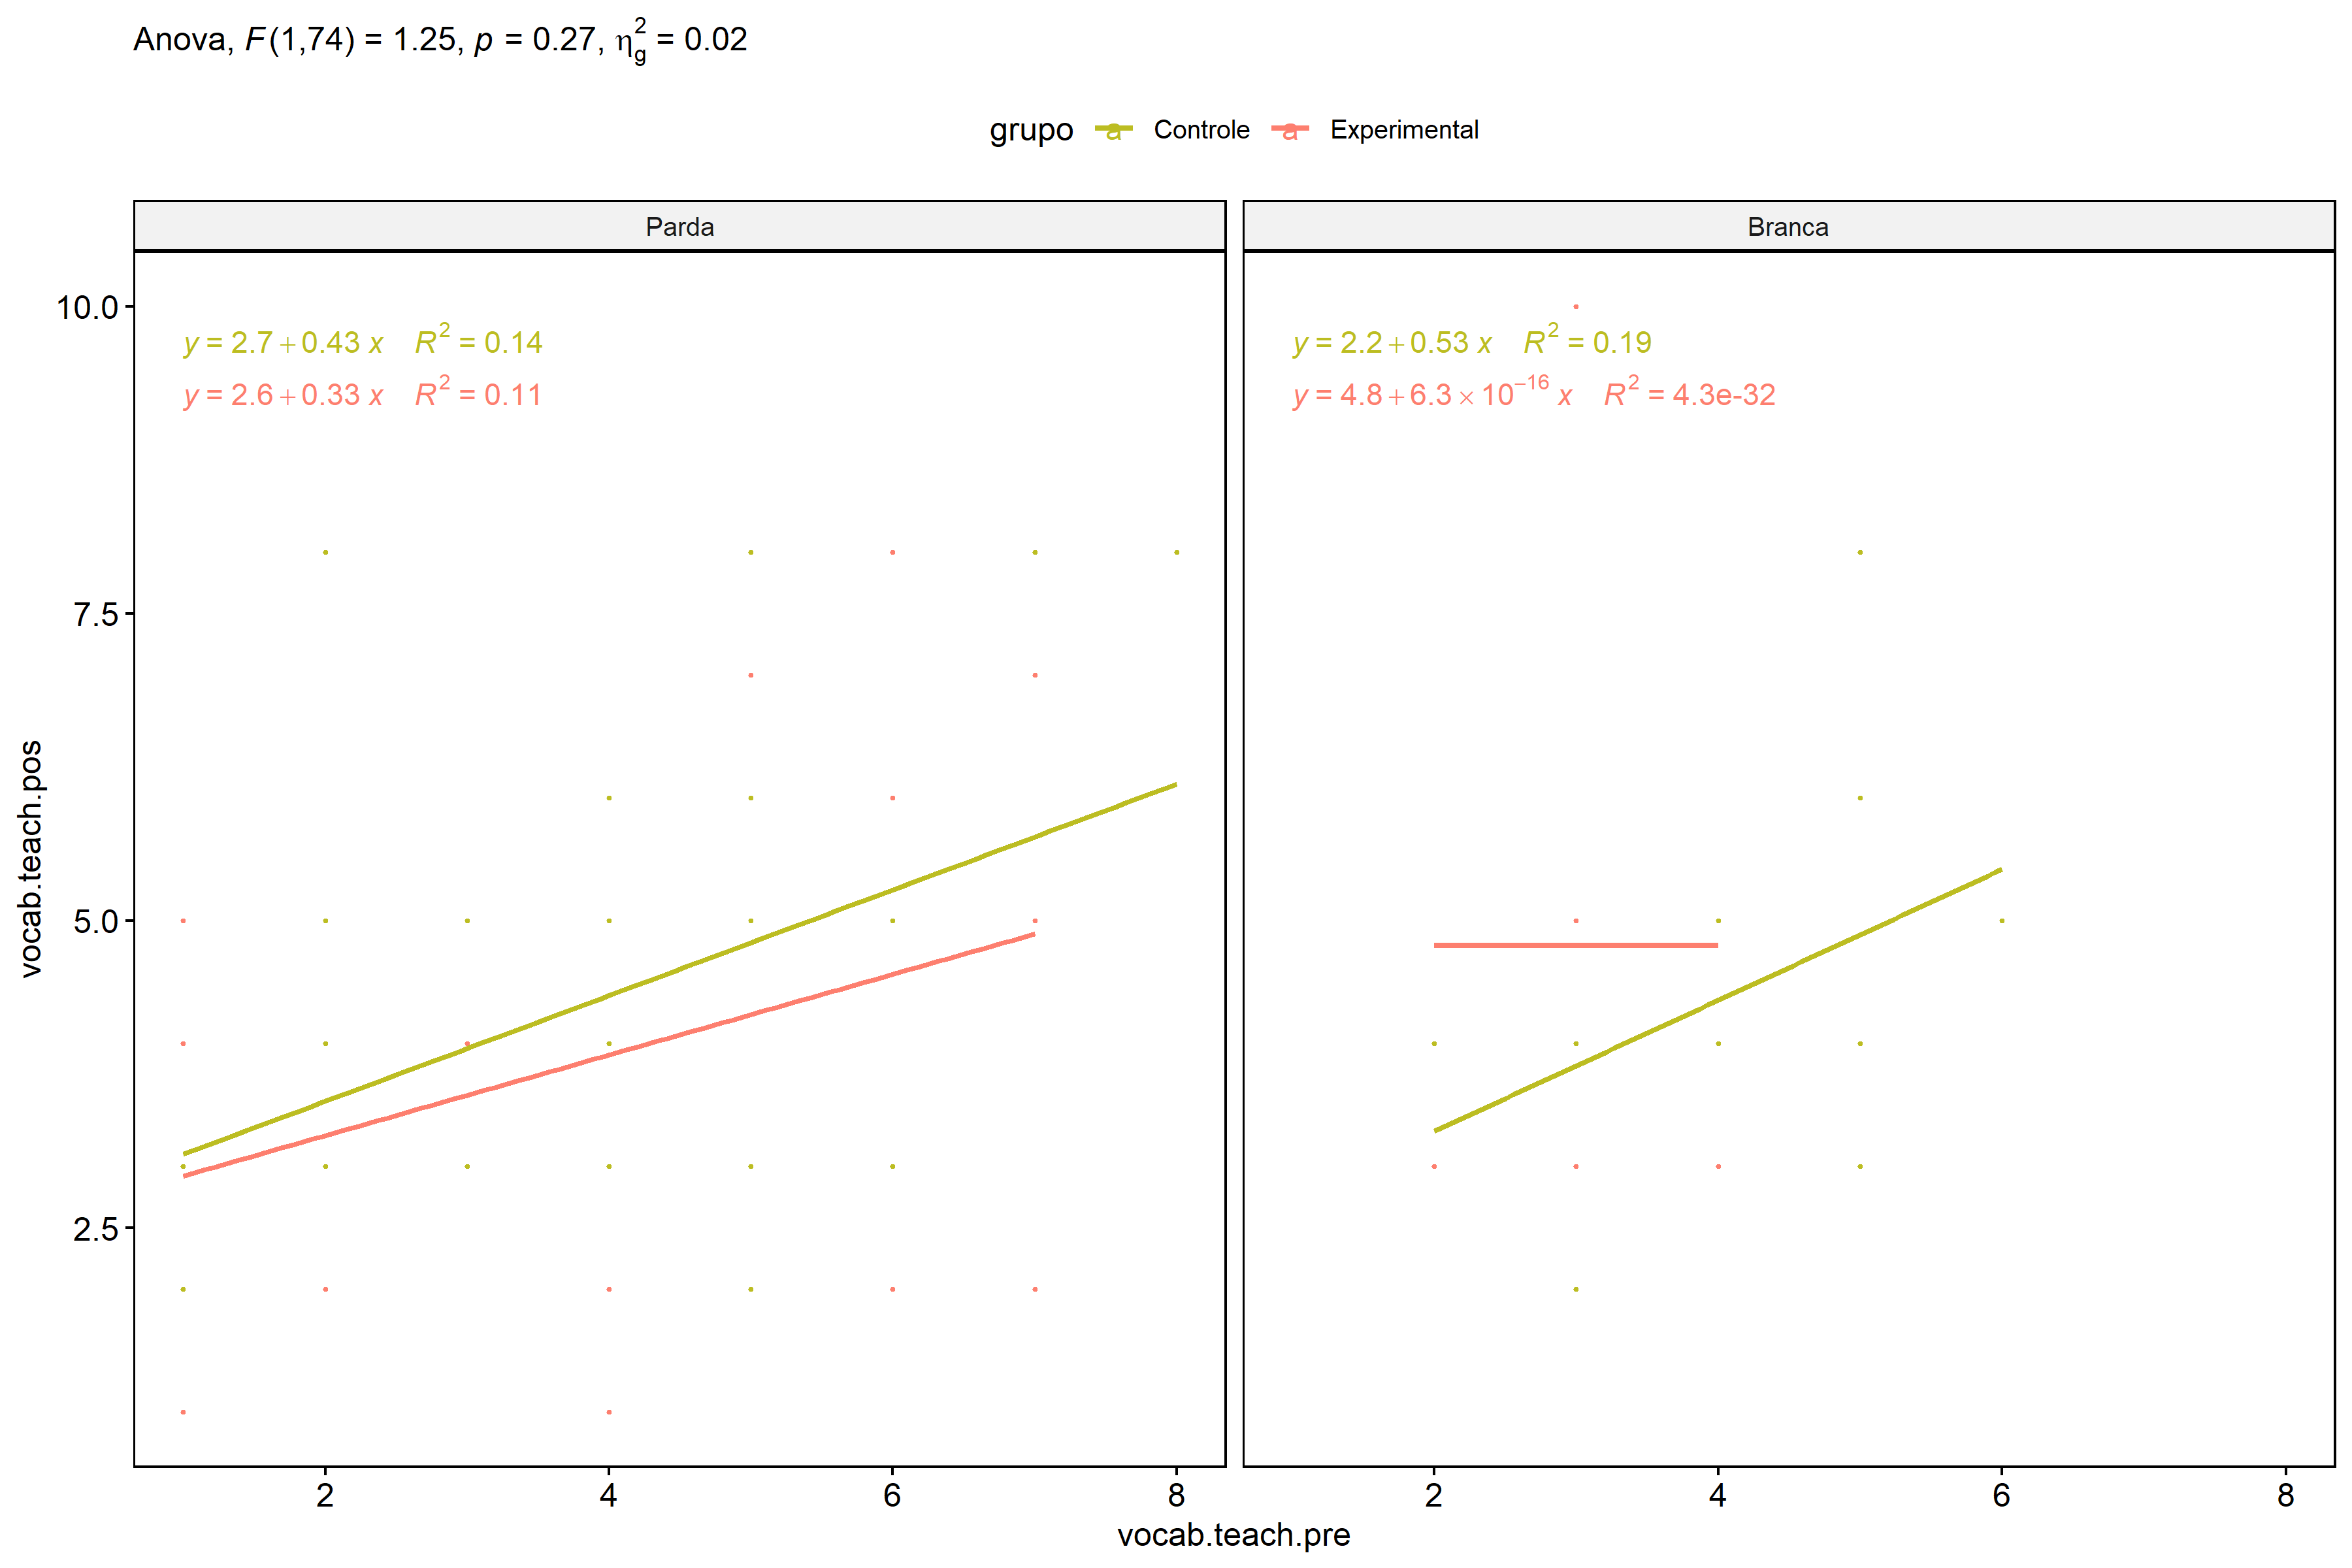 Anova, F(1,74) = 1.25, p = 0.27, η²g = 0.02
grupo a Controle a Experimental
Parda
Branca
y = 2.7 + 0.43 x R² = 0.14
y = 2.6 + 0.33 x R² = 0.11
y = 2.2 + 0.53 x R² = 0.19
y = 4.8 + 6.3 × 10⁻¹⁶ x R² = 4.3e-32
10.0
7.5
5.0
2.5
vocab.teach.pos
2 4 6 8
2 4 6 8
vocab.teach.pre